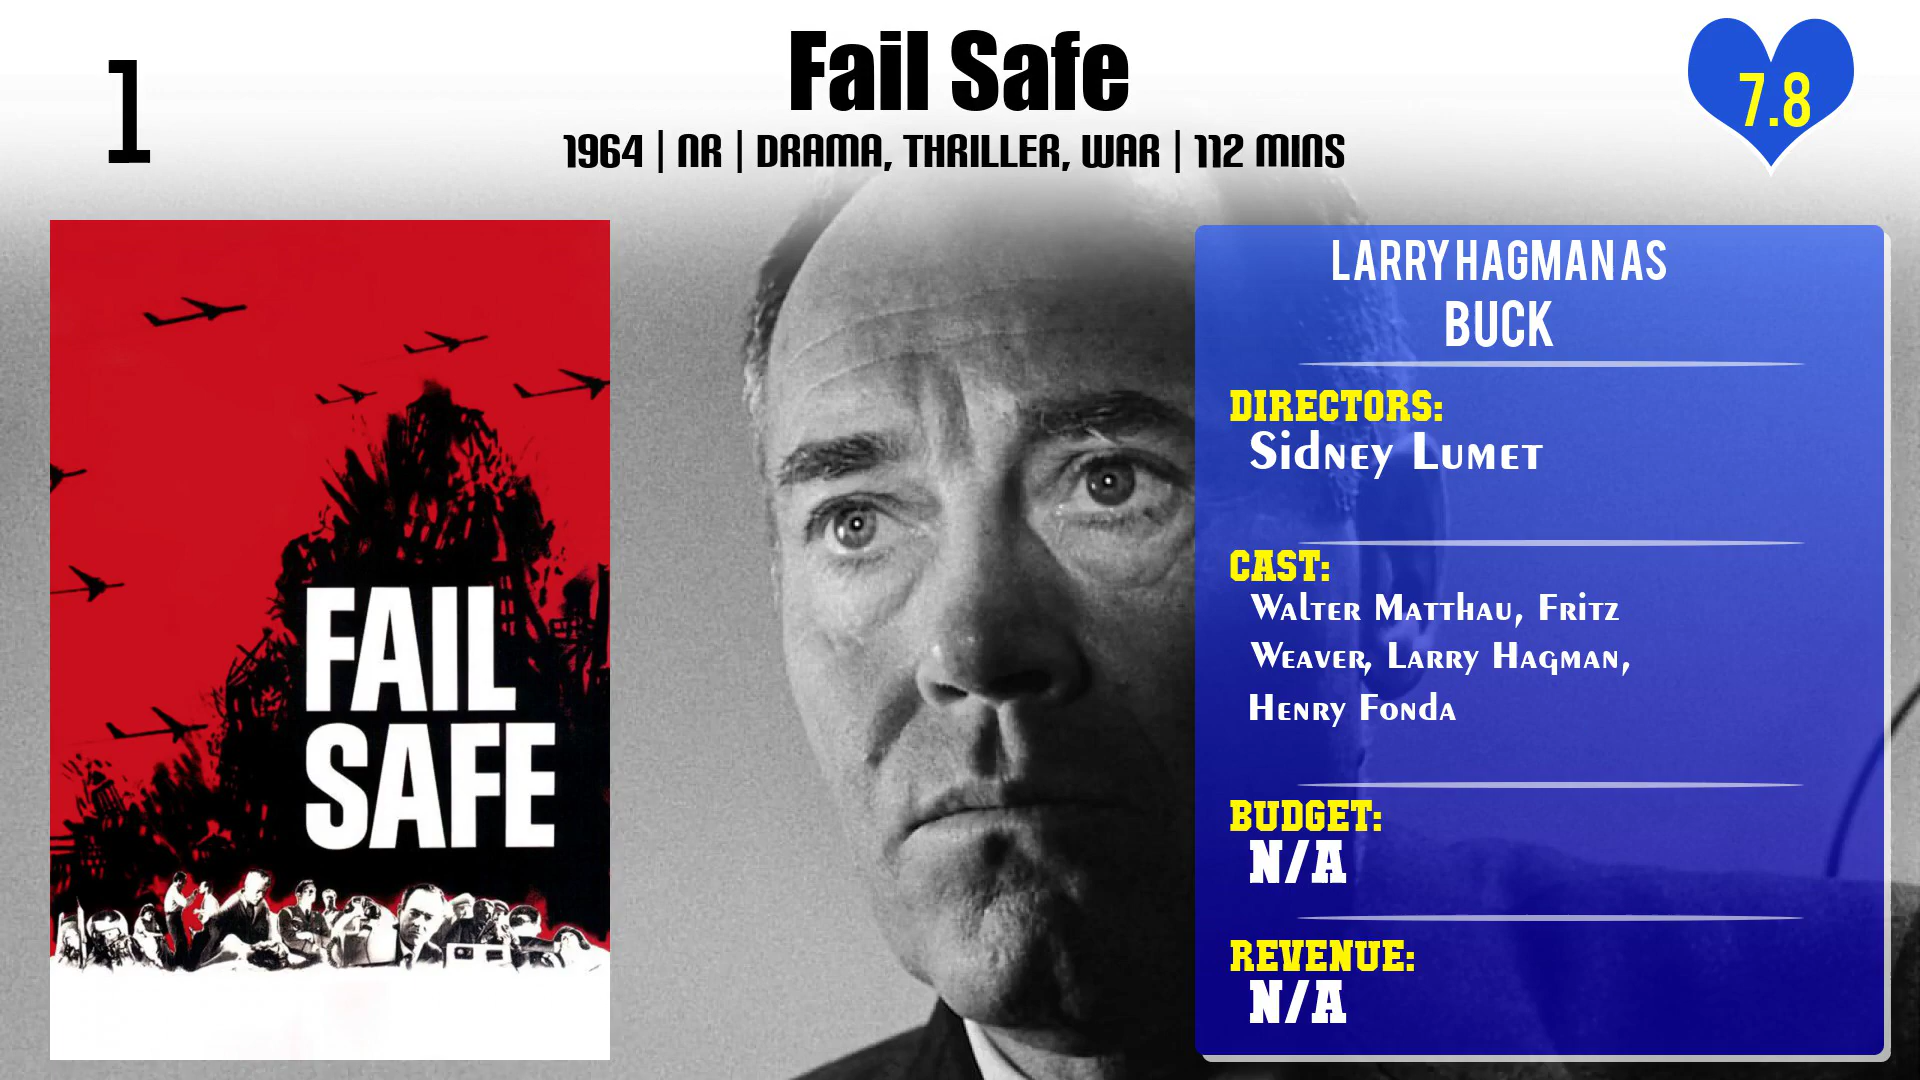 1
Fail Safe
1964 | NR | DRAMA, THRILLER, WAR | 112 MINS
7.8
FAIL
SAFE
LARRY HAGMAN AS
BUCK
DIRECTORS:
Sidney Lumet
CAST:
Walter Matthau, Fritz
Weaver, Larry Hagman,
Henry Fonda
BUDGET:
N/A
REVENUE:
N/A